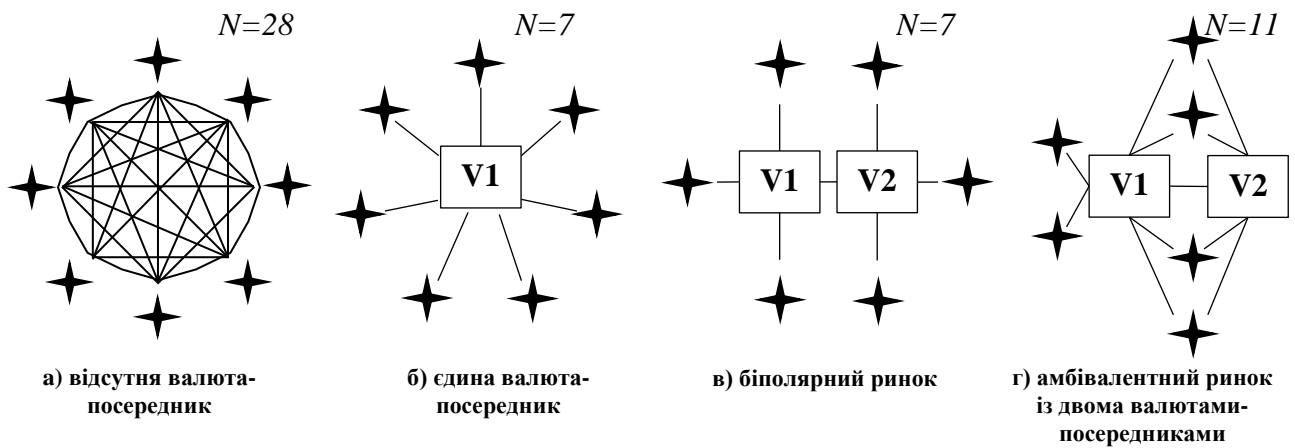 N=28
N=7
N=7
N=11
V1
V1
V2
V1
V2
а) відсутня валюта-
посередник
б) єдина валюта-
посередник
в) біполярний ринок
г) амбівалентний ринок
із двома валютами-
посередниками